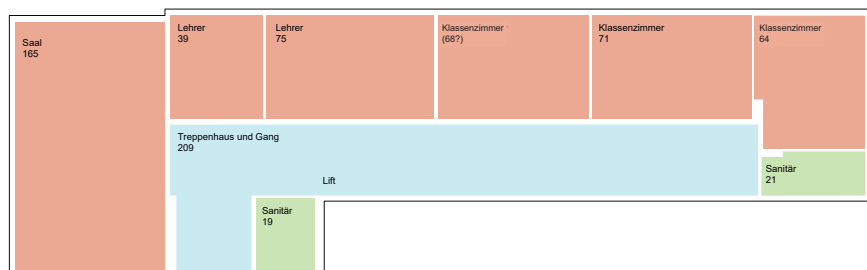 Saal
165
Lehrer
39
Lehrer
75
Klassenzimmer
(68?)
Klassenzimmer
71
Klassenzimmer
64
Treppenhaus und Gang
209
Lift
Sanitär
19
Sanitär
21